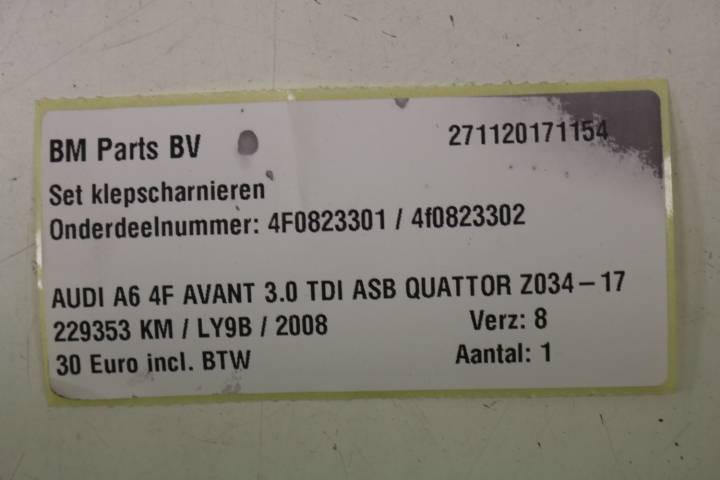 BM Parts BV 271120171154
Set klepscharnieren
Onderdeelnummer: 4F0823301 / 4f0823302
AUDI A6 4F AVANT 3.0 TDI ASB QUATTOR Z034-17
229353 KM / LY9B / 2008 Verz: 8
30 Euro incl. BTW Aantal: 1